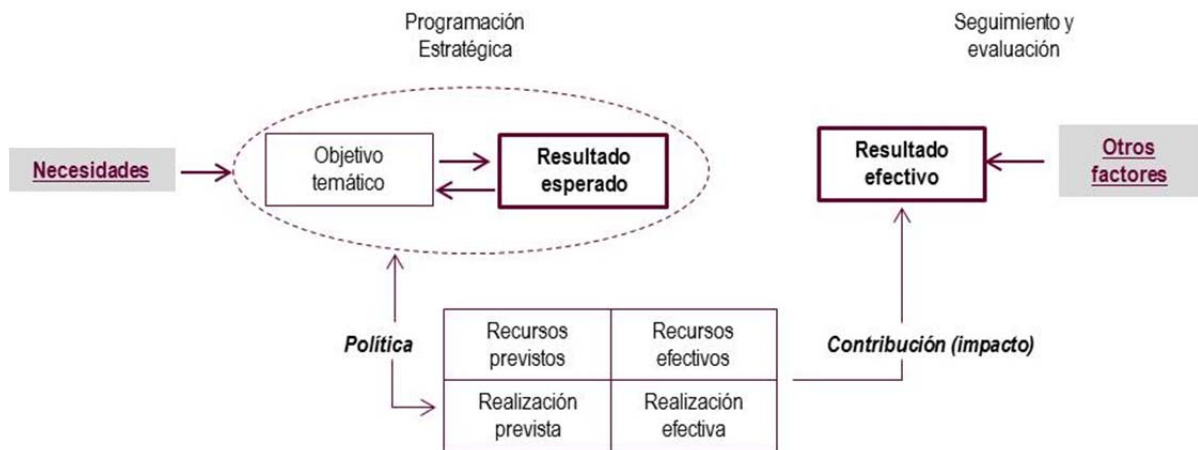 Programación
Estratégica
Seguimiento y
evaluación
Necesidades
Objetivo
temático
Resultado
esperado
Resultado
efectivo
Otros
factores
Política
Recursos
previstos
Recursos
efectivos
Realización
prevista
Realización
efectiva
Contribución (impacto)